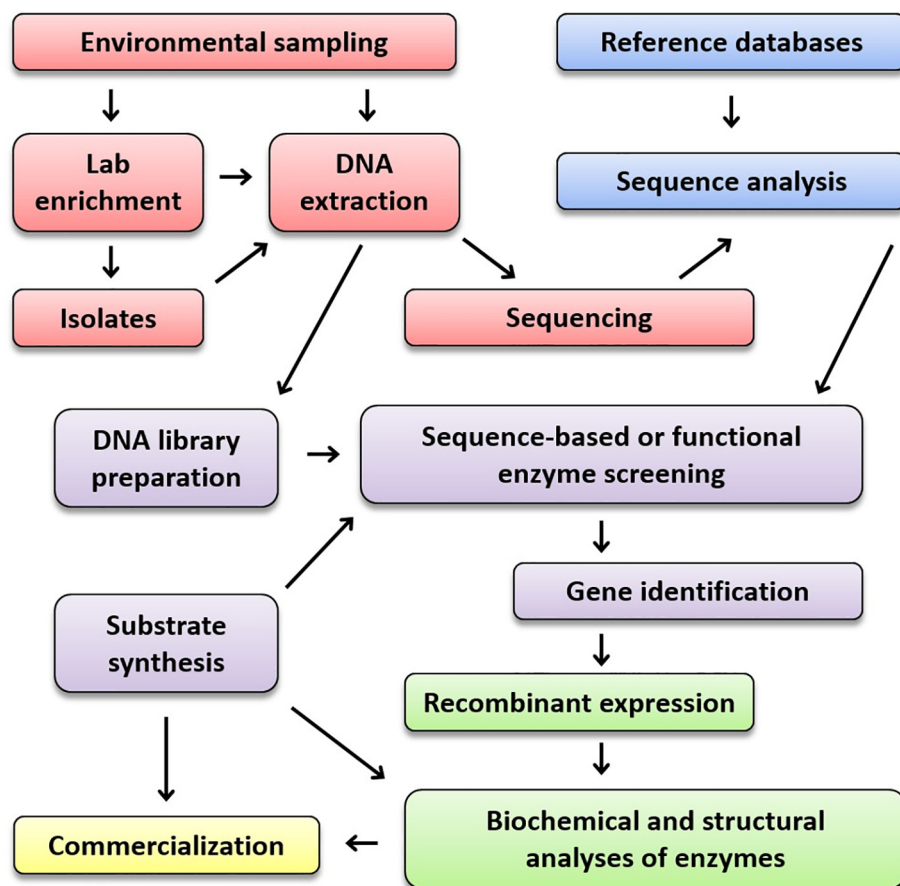 Environmental sampling
Reference databases
Lab
enrichment
DNA
extraction
Sequence analysis
Isolates
Sequencing
DNA library
preparation
Sequence-based or functional
enzyme screening
Gene identification
Substrate
synthesis
Recombinant expression
Commercialization
Biochemical and structural
analyses of enzymes